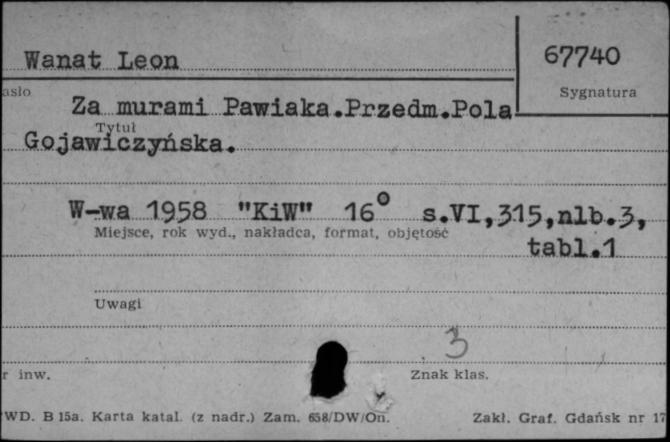 Wanat Leon
67740
asło
Sygnatura
Za murami Pawiaka.Przedm.Pola
Tytuł
Gojawiczyńska.
W-wa 1958 "KiW" 16° s.VI,315,nlb.3,
Miejsce, rok wyd., nakładca, format, objętość
tabl.1
Uwagi
3
r inw.
Znak klas.
WD. B 15a. Karta katal. (z nadr.) Zam. 658/DW/On. Zakł. Graf. Gdańsk nr 17